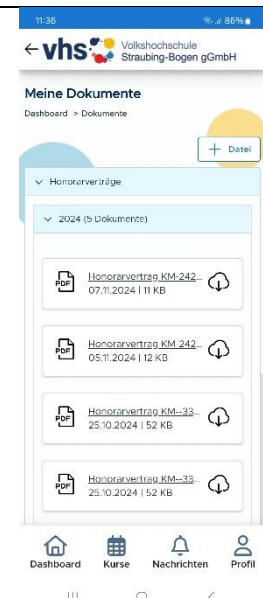 11:36 86%
vhs Volkshochschule
Straubing-Bogen gGmbH
Meine Dokumente
Dashboard > Dokumente
+ Datei
Honorarverträge
2024 (5 Dokumente)
PDF Honorarvertrag KM-242...
07.11.2024 | 11 KB
PDF Honorarvertrag KM-242...
05.11.2024 | 12 KB
PDF Honorarvertrag KM--33...
25.10.2024 | 52 KB
PDF Honorarvertrag KM--33...
25.10.2024 | 52 KB
Dashboard Kurse Nachrichten Profil